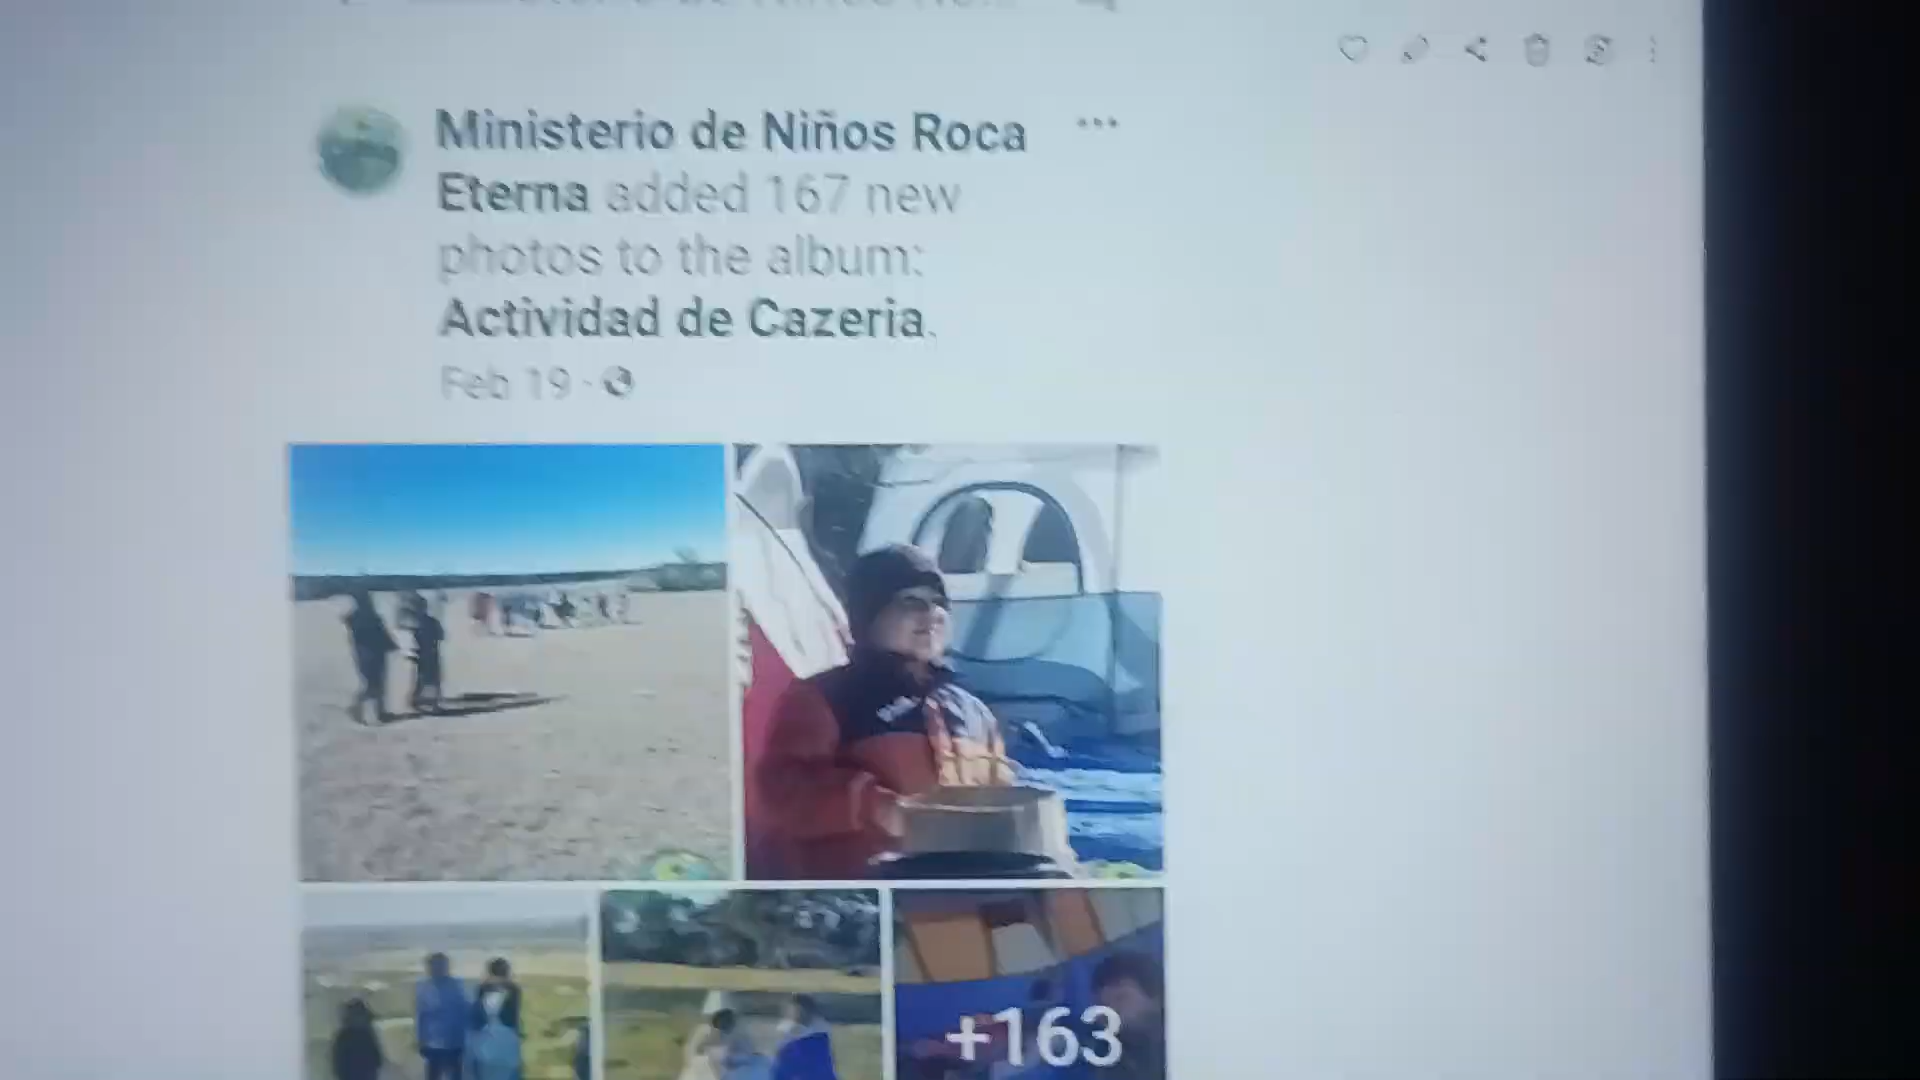 Ministerio de Niños Roca
Eterna added 167 new
photos to the album:
Actividad de Cazeria.
Feb 19
+163